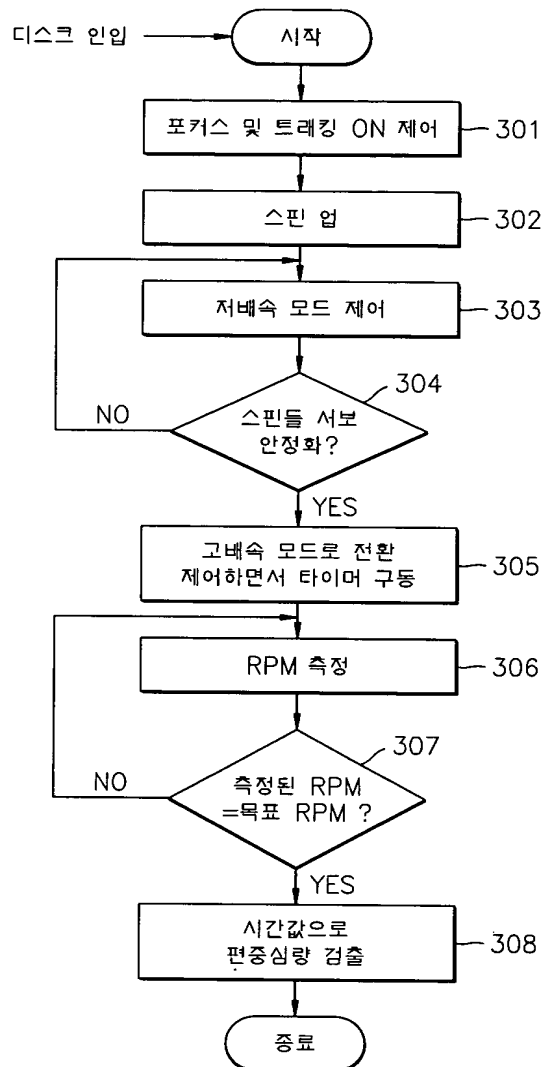 디스크 인입
시작
포커스 및 트래킹 ON 제어
301
스핀 업
302
저배속 모드 제어
303
304
스핀들 서보
안정화?
NO
YES
고배속 모드로 전환
제어하면서 타이머 구동
305
RPM 측정
306
307
측정된 RPM
=목표 RPM ?
NO
YES
시간값으로
편중심량 검출
308
종료